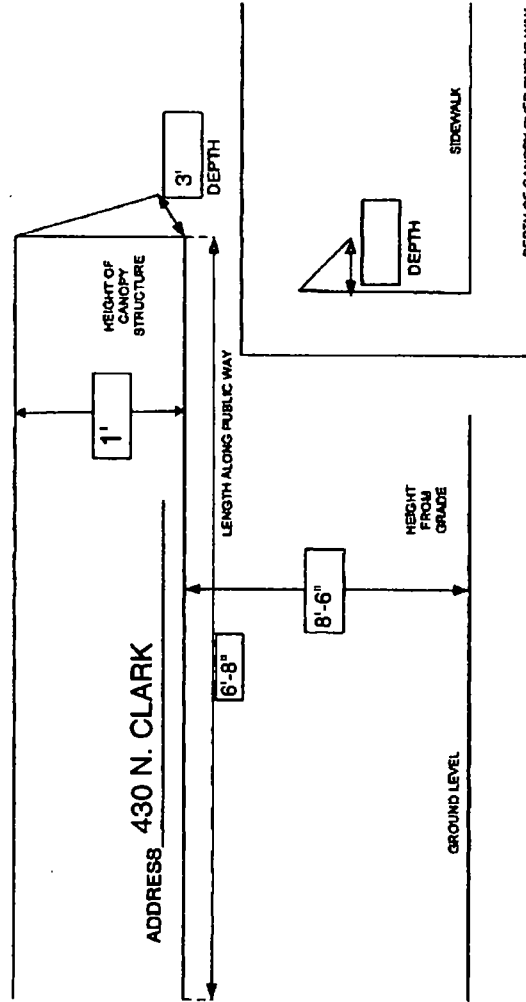 ADDRESS 430 N. CLARK
1'
HEIGHT OF
CANOPY
STRUCTURE
3'
DEPTH
LENGTH ALONG PUBLIC WAY
6'-8"
8'-6"
HEIGHT
FROM
GRADE
GROUND LEVEL
DEPTH
SIDEWALK